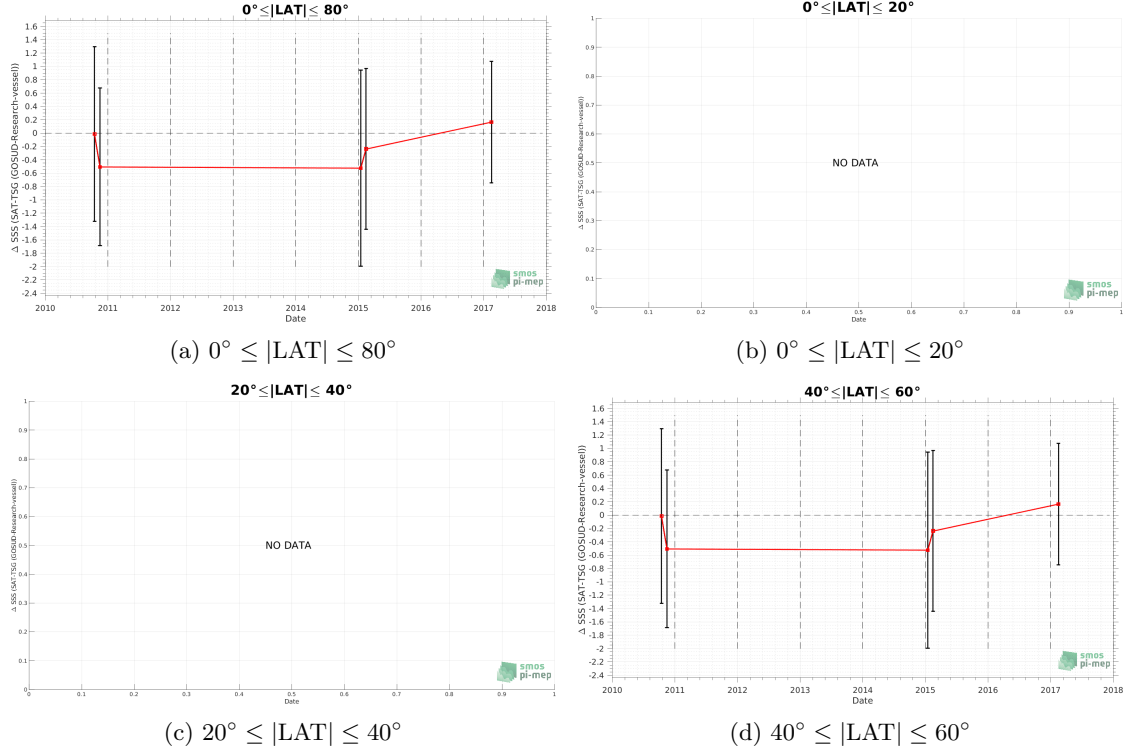 0°≤|LAT|≤ 80°
1.6
1.4
1.2
1
0.8
0.6
0.4
0.2
0
-0.2
-0.4
-0.6
-0.8
-1
-1.2
-1.4
-1.6
-1.8
-2
-2.2
-2.4
Δ SSS (SAT-TSG (GOSUD-Research-vessel))
2010 2011 2012 2013 2014 2015 2016 2017 2018
Date
smos
pi-mep
(a) 0° ≤ |LAT| ≤ 80°
0°≤|LAT|≤ 20°
1
0.9
0.8
0.7
0.6
0.5
0.4
0.3
0.2
0.1
0
Δ SSS (SAT-TSG (GOSUD-Research-vessel))
NO DATA
0 0.1 0.2 0.3 0.4 0.5 0.6 0.7 0.8 0.9 1
Date
smos
pi-mep
(b) 0° ≤ |LAT| ≤ 20°
20°≤|LAT|≤ 40°
1
0.9
0.8
0.7
0.6
0.5
0.4
0.3
0.2
0.1
0
Δ SSS (SAT-TSG (GOSUD-Research-vessel))
NO DATA
0 0.1 0.2 0.3 0.4 0.5 0.6 0.7 0.8 0.9 1
Date
smos
pi-mep
(c) 20° ≤ |LAT| ≤ 40°
40°≤|LAT|≤ 60°
1.6
1.4
1.2
1
0.8
0.6
0.4
0.2
0
-0.2
-0.4
-0.6
-0.8
-1
-1.2
-1.4
-1.6
-1.8
-2
-2.2
-2.4
Δ SSS (SAT-TSG (GOSUD-Research-vessel))
2010 2011 2012 2013 2014 2015 2016 2017 2018
Date
smos
pi-mep
(d) 40° ≤ |LAT| ≤ 60°